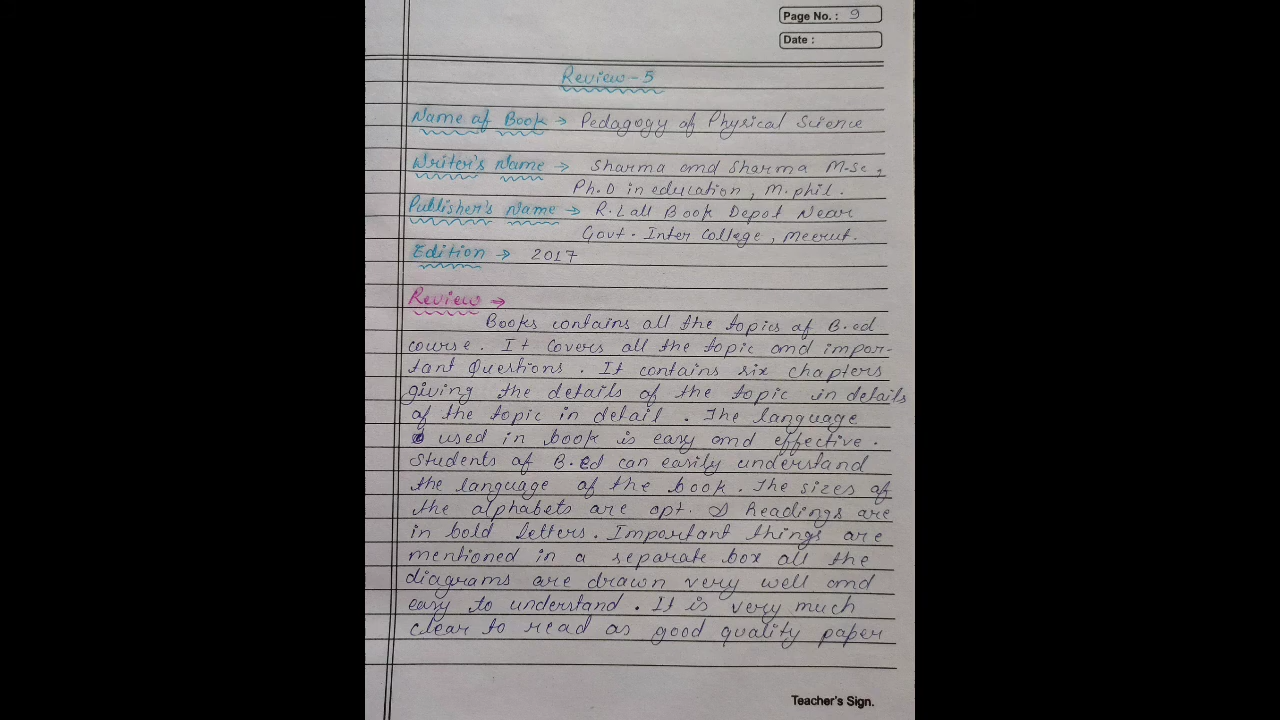 Page No. : 9
Date :
Review-5
Name of Book → Pedagogy of Physical Science
Writer's Name → Sharma and Sharma M.Sc,
Ph.D in education, M.phil.
Publisher's Name → R.Lall Book Depot Near
Govt. Inter College, Meerut.
Edition → 2017
Review →
Books contains all the topics of B.ed
course. It covers all the topic and impor-
tant Questions. It contains six chapters
giving the details of the topic in details
of the topic in detail. The language
used in book is easy and effective.
Students of B.Ed can easily understand
the language of the book. The sizes of
the alphabets are opt. Readings are
in bold letters. Important things are
mentioned in a separate box all the
diagrams are drawn very well and
easy to understand. It is very much
clear to read as good quality paper
Teacher's Sign.